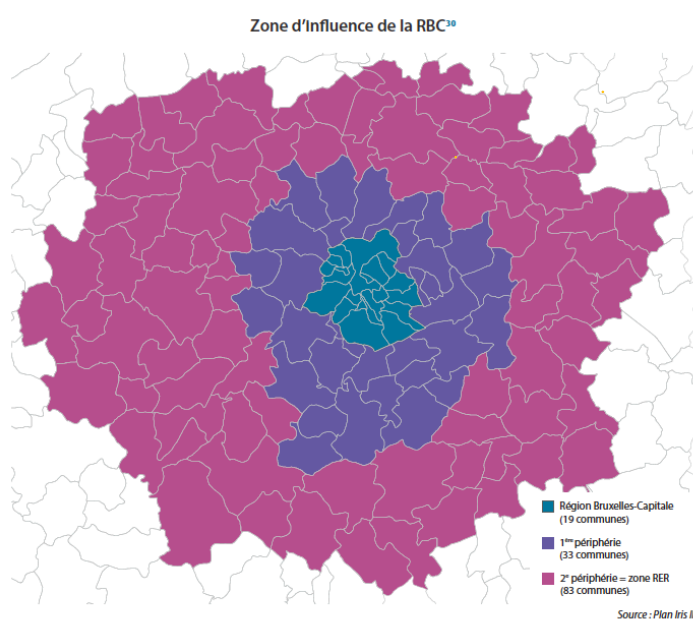 Zone d’Influence de la RBC³⁰
Région Bruxelles-Capitale
(19 communes)
1ère périphérie
(33 communes)
2e périphérie = zone RER
(83 communes)
Source : Plan Iris II